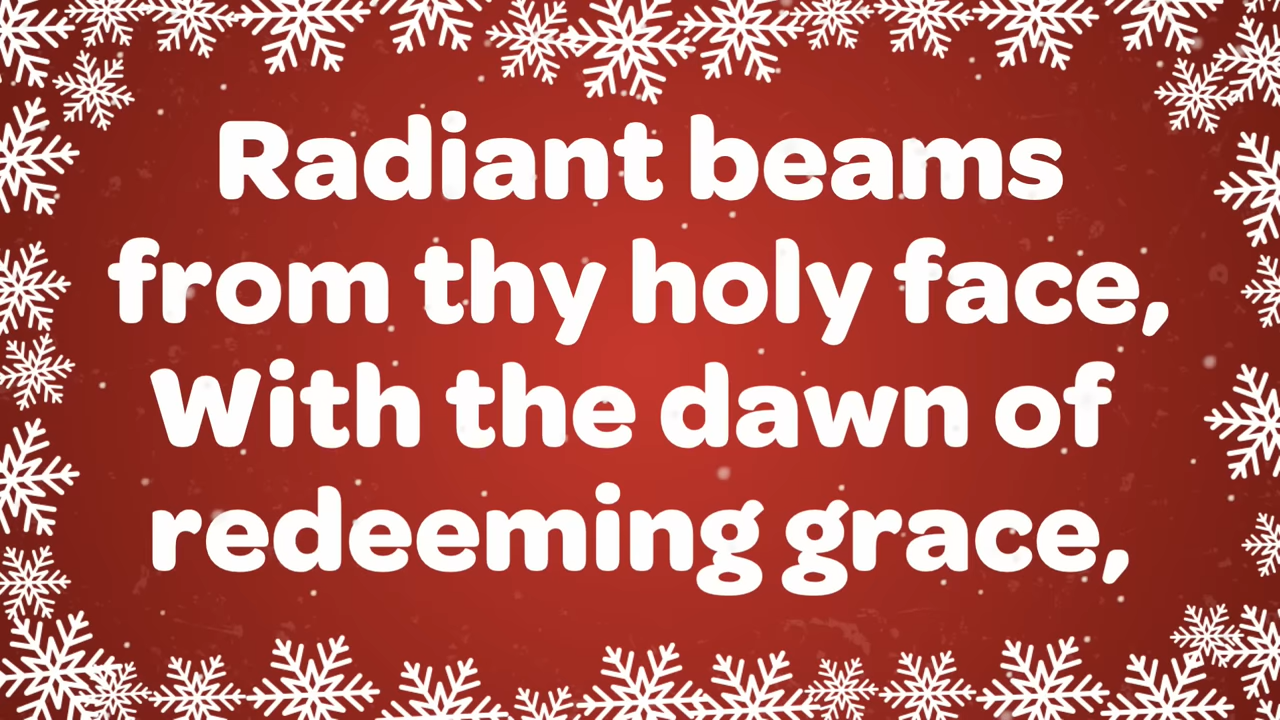 Radiant beams
from thy holy face,
With the dawn of
redeeming grace,